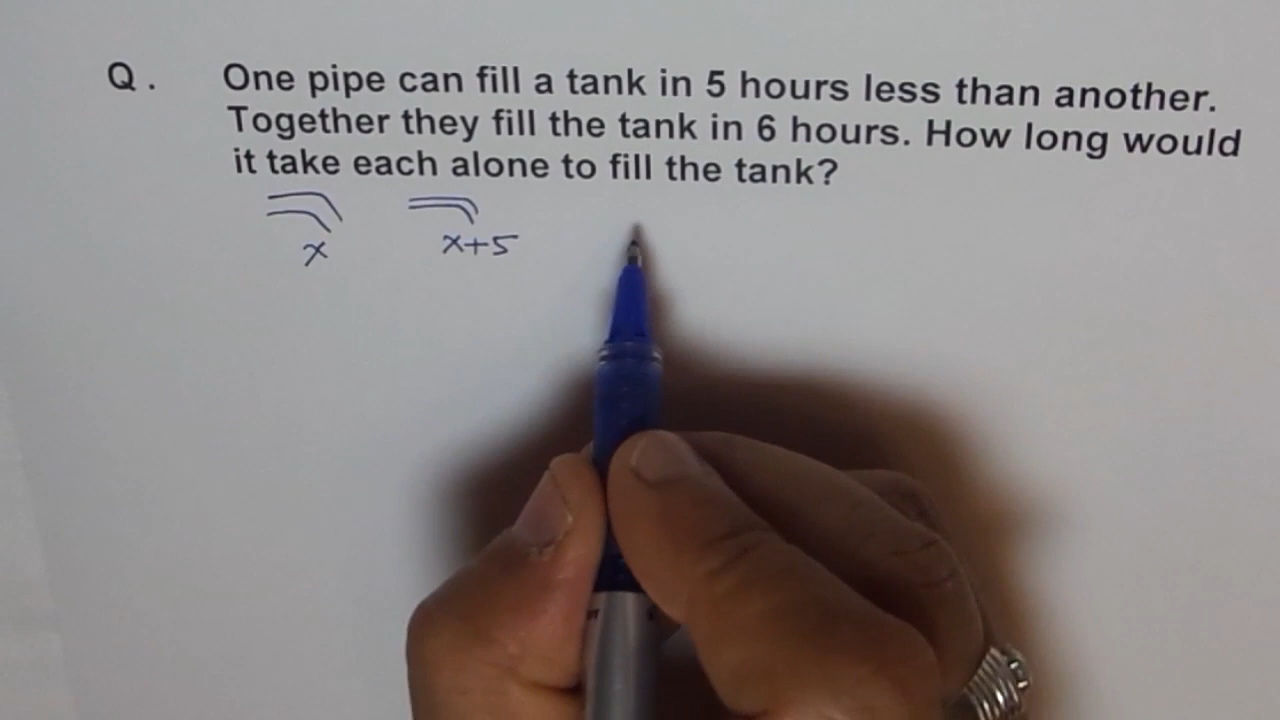 Q. One pipe can fill a tank in 5 hours less than another.
Together they fill the tank in 6 hours. How long would
it take each alone to fill the tank?
x x+5